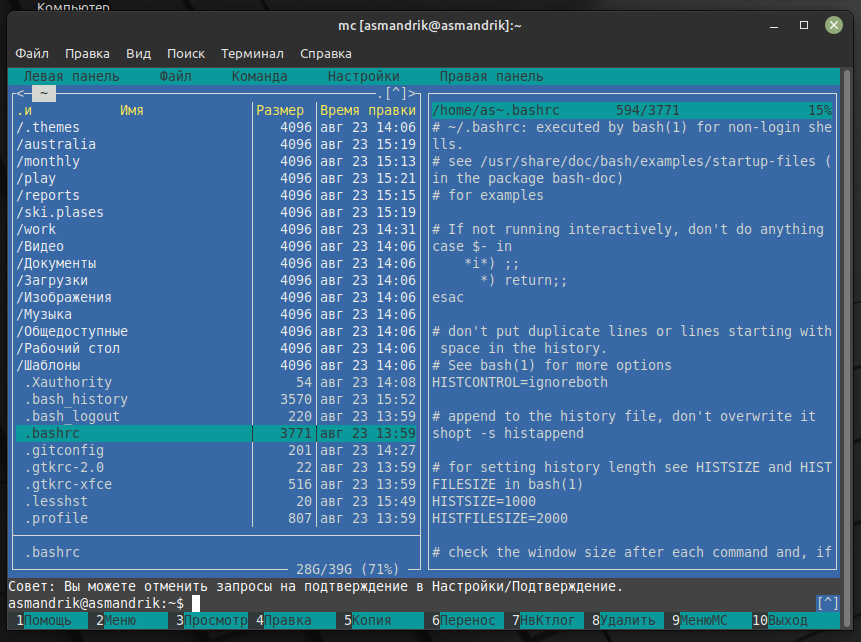 Компьютер
mc [asmandrik@asmandrik]:~
Файл Правка Вид Поиск Терминал Справка
Левая панель Файл Команда Настройки Правая панель
<─ ~ .[^]>
.и Имя Размер Время правки
/.themes 4096 авг 23 14:06
/australia 4096 авг 23 15:19
/monthly 4096 авг 23 15:13
/play 4096 авг 23 15:21
/reports 4096 авг 23 15:15
/ski.plases 4096 авг 23 15:19
/work 4096 авг 23 14:31
/Видео 4096 авг 23 14:06
/Документы 4096 авг 23 14:06
/Загрузки 4096 авг 23 14:06
/Изображения 4096 авг 23 14:06
/Музыка 4096 авг 23 14:06
/Общедоступные 4096 авг 23 14:06
/Рабочий стол 4096 авг 23 14:06
/Шаблоны 4096 авг 23 14:06
.Xauthority 54 авг 23 14:08
.bash_history 3570 авг 23 15:52
.bash_logout 220 авг 23 13:59
.bashrc 3771 авг 23 13:59
.gitconfig 201 авг 23 14:27
.gtkrc-2.0 22 авг 23 13:59
.gtkrc-xfce 516 авг 23 13:59
.lesshst 20 авг 23 15:49
.profile 807 авг 23 13:59
.bashrc
28G/39G (71%)
/home/as~.bashrc 594/3771 15%
# ~/.bashrc: executed by bash(1) for non-login she
lls.
# see /usr/share/doc/bash/examples/startup-files (
in the package bash-doc)
# for examples
# If not running interactively, don't do anything
case $- in
*i*) ;;
*) return;;
esac
# don't put duplicate lines or lines starting with
space in the history.
# See bash(1) for more options
HISTCONTROL=ignoreboth
# append to the history file, don't overwrite it
shopt -s histappend
# for setting history length see HISTSIZE and HIST
FILESIZE in bash(1)
HISTSIZE=1000
HISTFILESIZE=2000
# check the window size after each command and, if
Совет: Вы можете отменить запросы на подтверждение в Настройки/Подтверждение.
asmandrik@asmandrik:~$ [^]
1Помощь 2Меню 3Просмотр 4Правка 5Копия 6Перенос 7НвКтлог 8Удалить 9МенюМС 10Выход